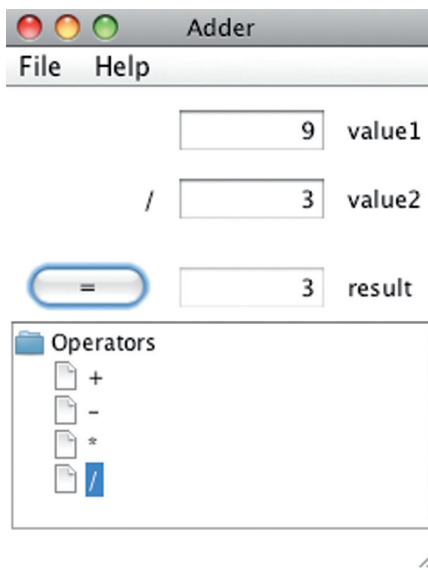 Adder
File Help
9 value1
/ 3 value2
= 3 result
Operators
+
-
*
/